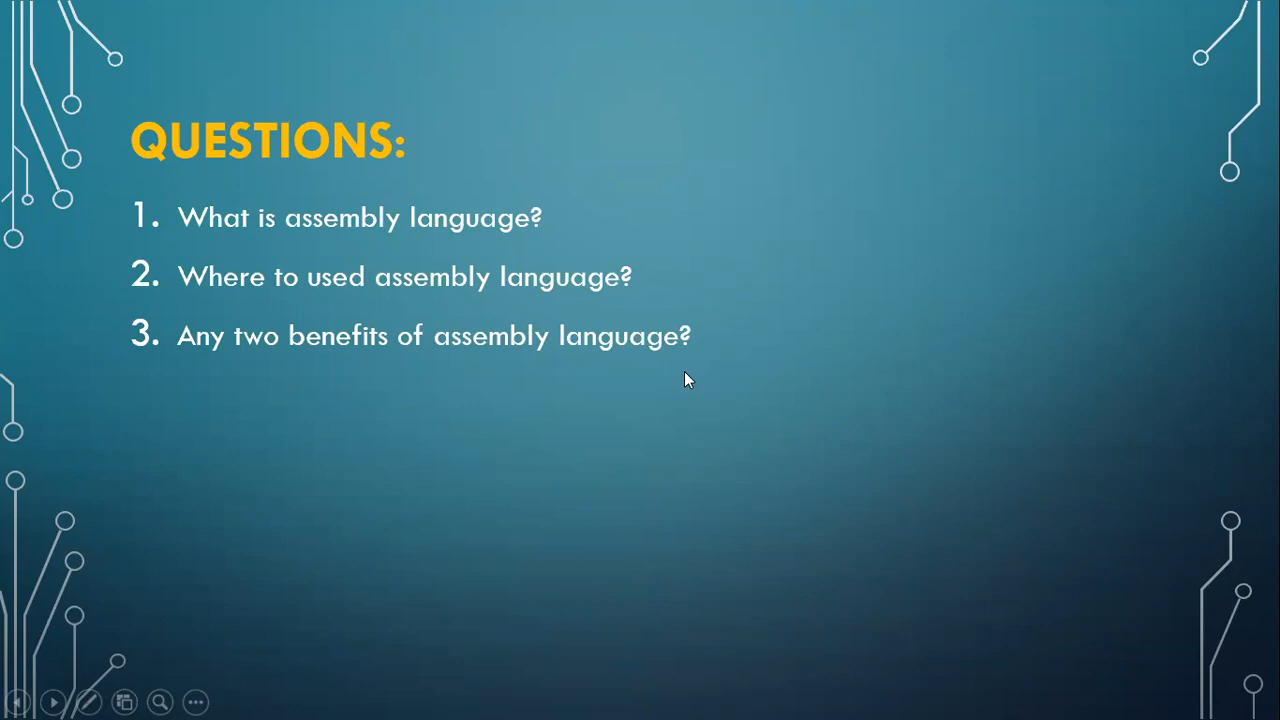 QUESTIONS:
1. What is assembly language?
2. Where to used assembly language?
3. Any two benefits of assembly language?